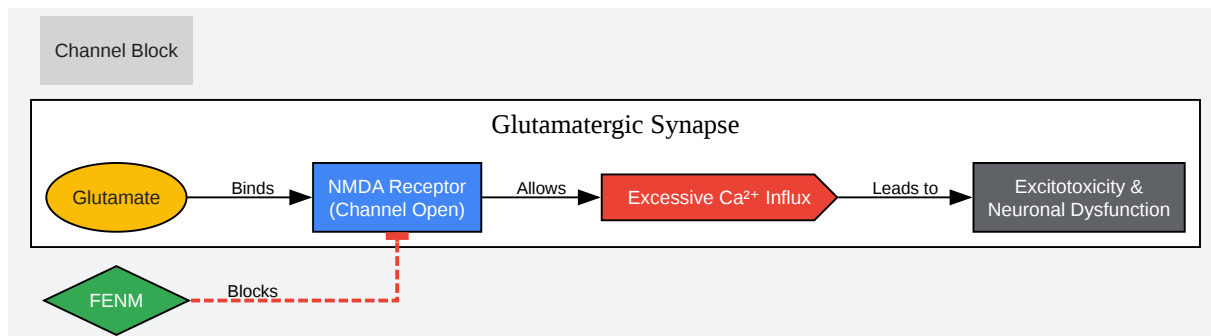 Channel Block
Glutamatergic Synapse
Glutamate
Binds
NMDA Receptor
(Channel Open)
Allows
Excessive Ca²⁺ Influx
Leads to
Excitotoxicity &
Neuronal Dysfunction
FENM
Blocks